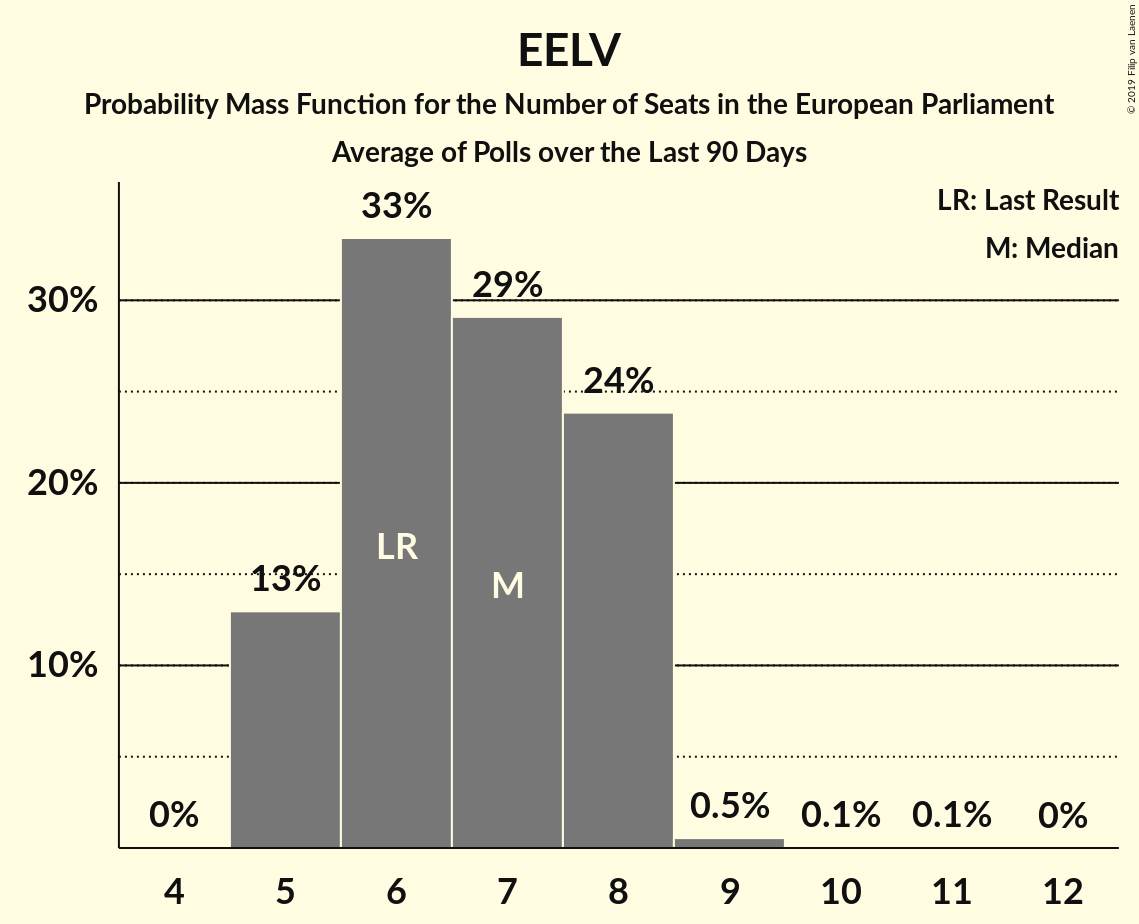 EELV
Probability Mass Function for the Number of Seats in the European Parliament
Average of Polls over the Last 90 Days
© 2019 Filip van Laenen
LR: Last Result
M: Median
33%
29%
30%
24%
20%
LR
13%
M
10%
0%
0.5%
0.1%
0.1%
0%
4 5 6 7 8 9 10 11 12